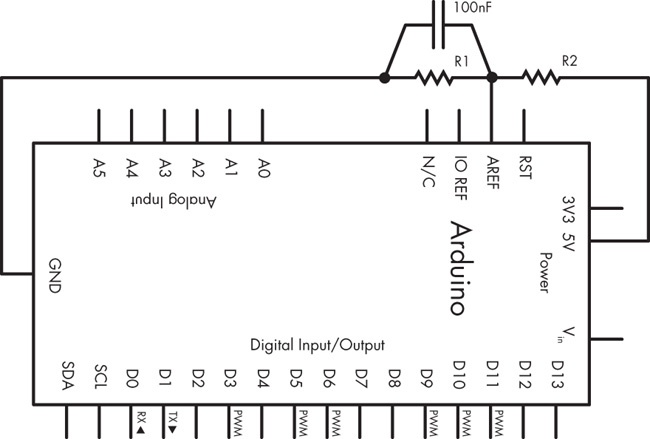 100nF
R1
R2
A5
A4
A3
A2
A1
A0
N/C
IO REF
AREF
RST
Analog Input
3V3
5V
Arduino
Power
GND
Vin
Digital Input/Output
SDA
SCL
D0
D1
D2
D3
D4
D5
D6
D7
D8
D9
D10
D11
D12
D13
RX ◀
TX ▶
PWM
PWM
PWM
PWM
PWM
PWM